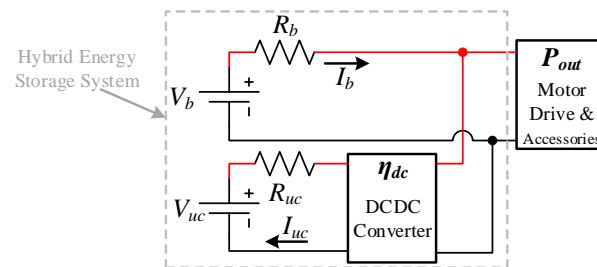 Hybrid Energy
Storage System
R_b
I_b
V_b
+
P_out
Motor
Drive &
Accessories
+
R_uc
V_uc
I_uc
η_dc
DCDC
Converter